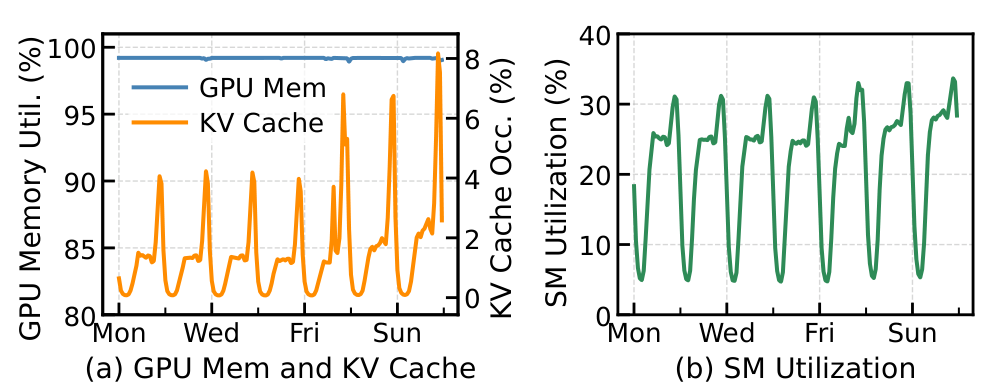 GPU Memory Util. (%)
100
95
90
85
80
GPU Mem
KV Cache
8
6
4
2
0
KV Cache Occ. (%)
Mon Wed Fri Sun
(a) GPU Mem and KV Cache
SM Utilization (%)
40
30
20
10
0
Mon Wed Fri Sun
(b) SM Utilization